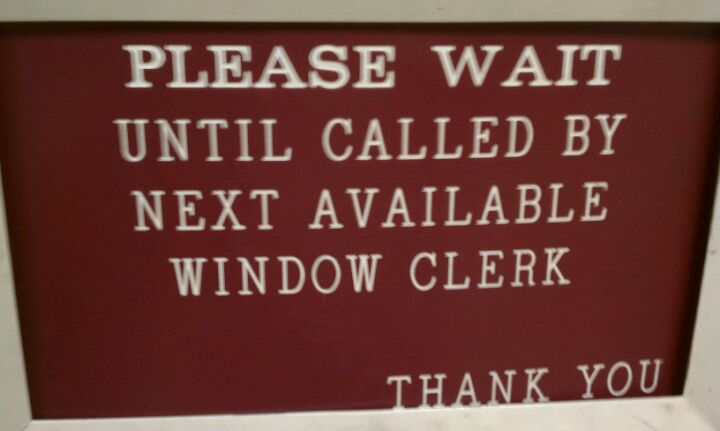 PLEASE WAIT
UNTIL CALLED BY
NEXT AVAILABLE
WINDOW CLERK
THANK YOU